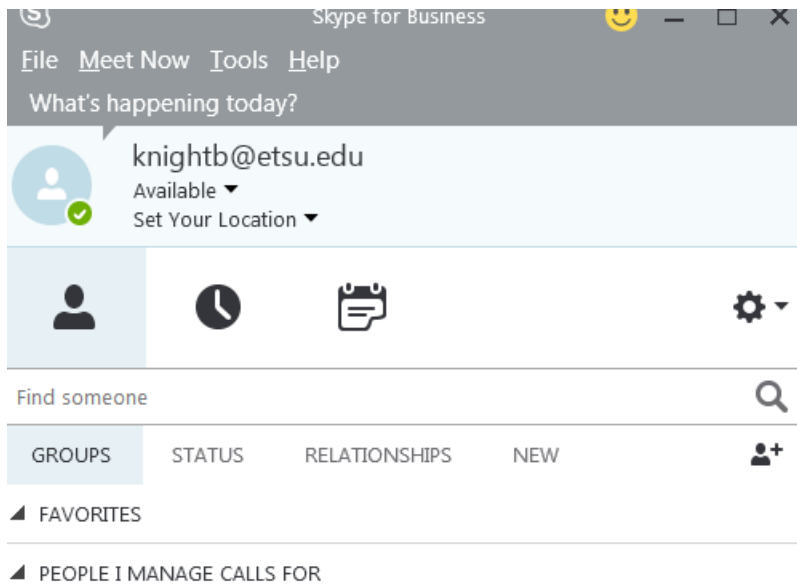 Skype for Business
File Meet Now Tools Help
What's happening today?
knightb@etsu.edu
Available
Set Your Location
Find someone
GROUPS STATUS RELATIONSHIPS NEW
FAVORITES
PEOPLE I MANAGE CALLS FOR